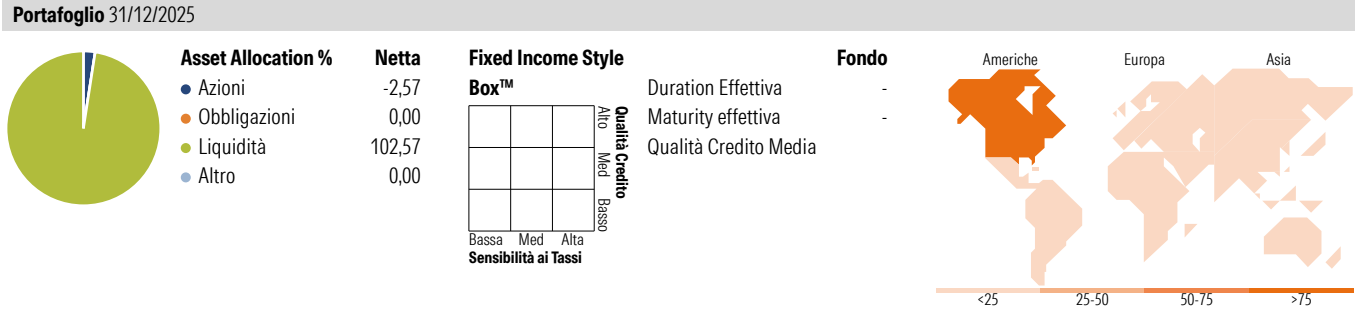 Portafoglio 31/12/2025
Asset Allocation % Netta
Azioni -2,57
Obbligazioni 0,00
Liquidità 102,57
Altro 0,00
Fixed Income Style
Box™
Alto Med Basso
Qualità Credito
Bassa Med Alta
Sensibilità ai Tassi
Fondo
Duration Effettiva -
Maturity effettiva -
Qualità Credito Media
Americhe Europa Asia
<25 25-50 50-75 >75